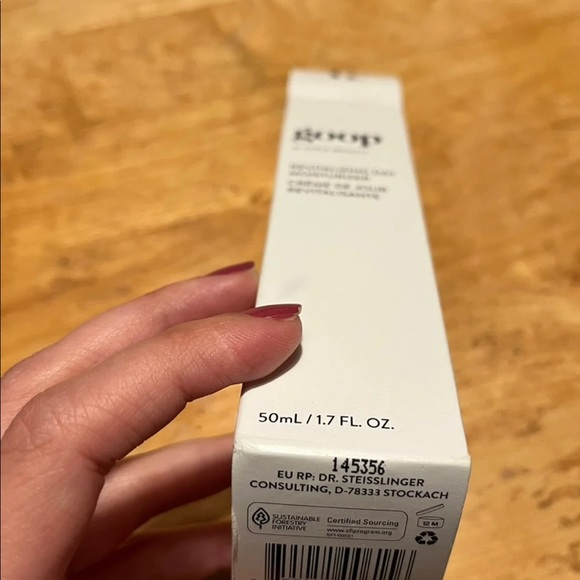 goop
REVITALIZING DAY
MOISTURIZER
CRÈME DE JOUR
REVITALISANTE
50mL / 1.7 FL. OZ.
145356
EU RP: DR. STEISSLINGER
CONSULTING, D-78333 STOCKACH
SUSTAINABLE
FORESTRY
INITIATIVE
Certified Sourcing
www.sfiprogram.org
12 M